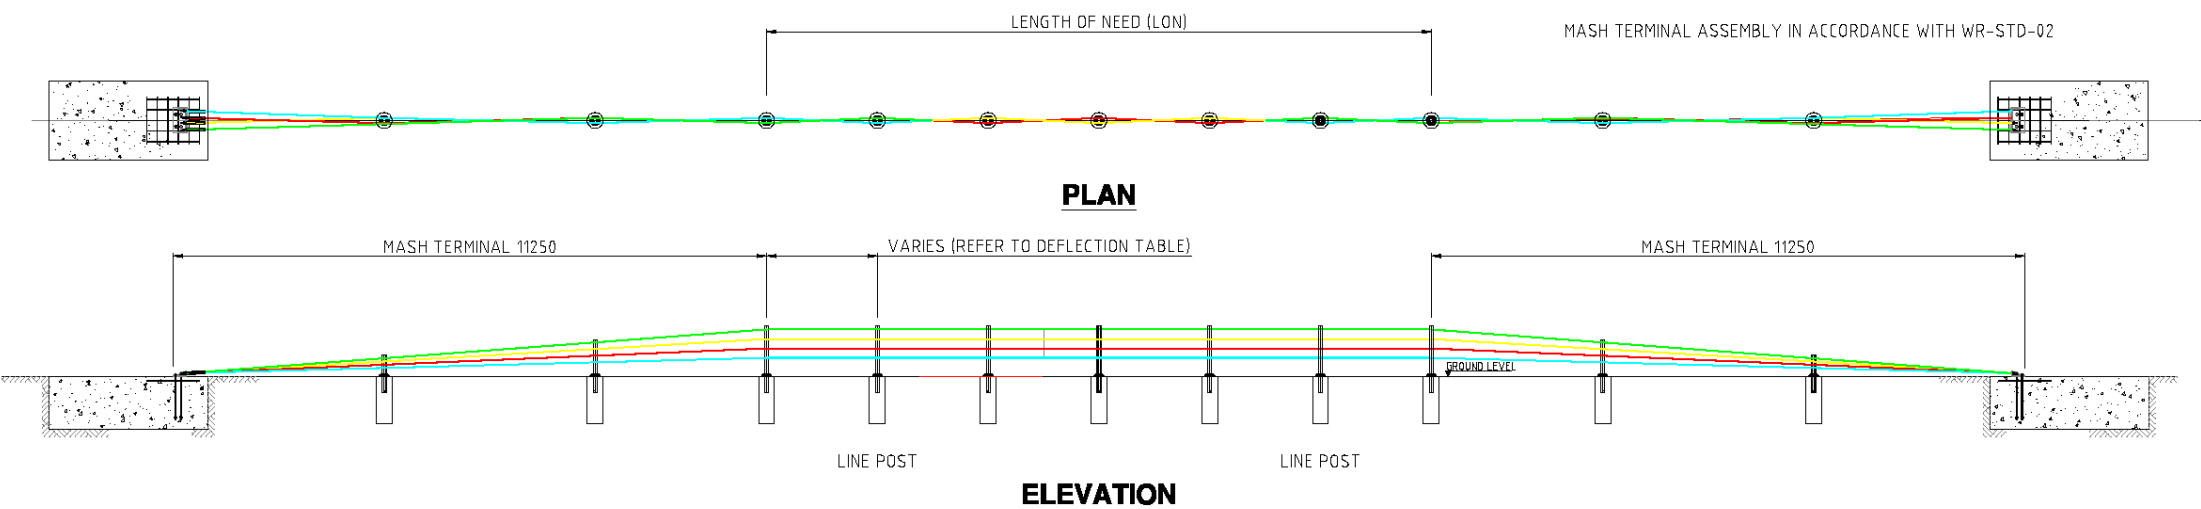 LENGTH OF NEED (LON)
MASH TERMINAL ASSEMBLY IN ACCORDANCE WITH WR-STD-02
PLAN
MASH TERMINAL 11250
VARIES (REFER TO DEFLECTION TABLE)
MASH TERMINAL 11250
GROUND LEVEL
LINE POST
LINE POST
ELEVATION